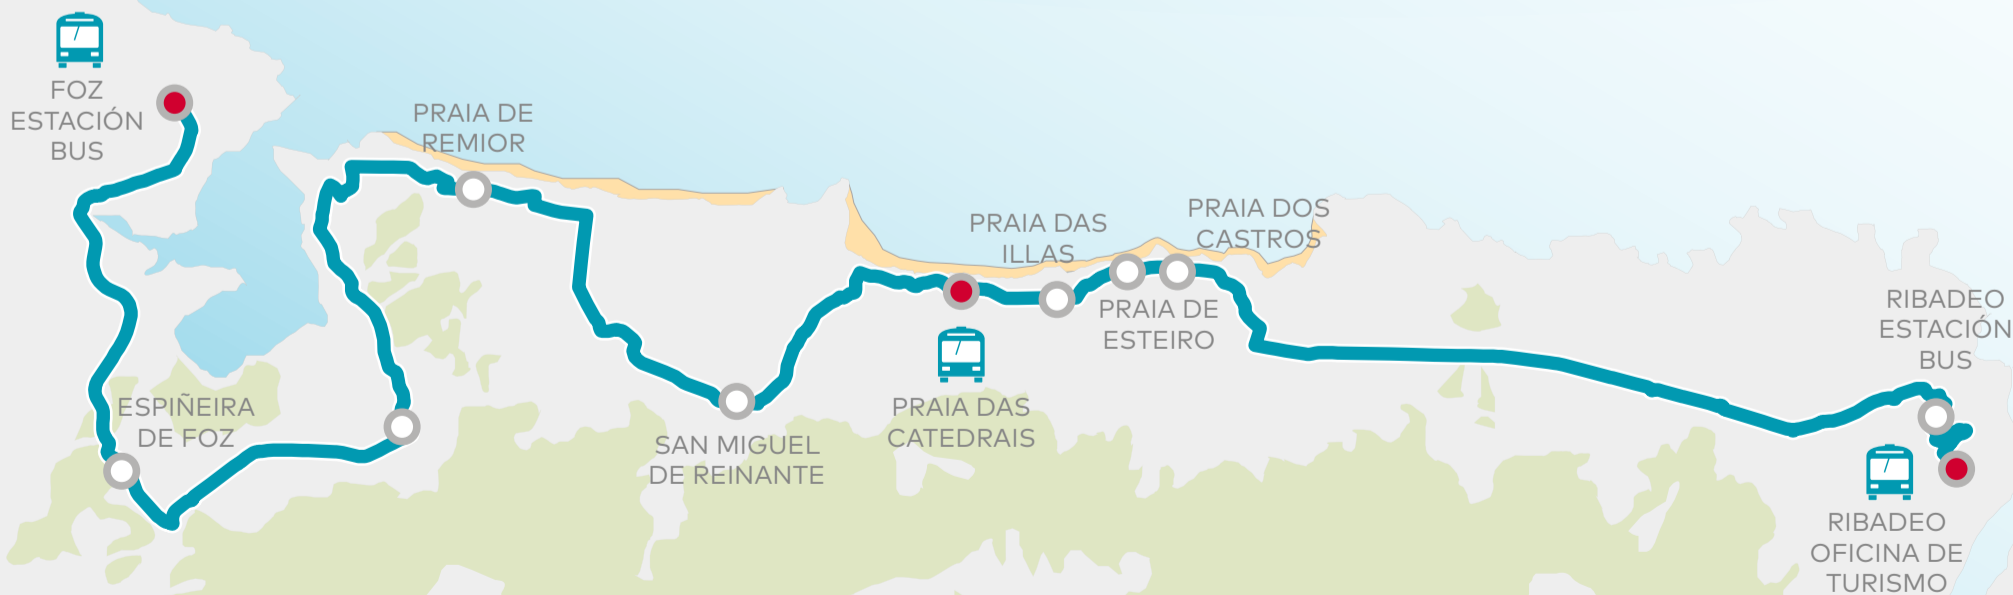 FOZ
ESTACIÓN
BUS
PRAIA DE
REMIOR
ESPIÑEIRA
DE FOZ
SAN MIGUEL
DE REINANTE
PRAIA DAS
CATEDRAIS
PRAIA DAS
ILLAS
PRAIA DE
ESTEIRO
PRAIA DOS
CASTROS
RIBADEO
ESTACIÓN
BUS
RIBADEO
OFICINA DE
TURISMO